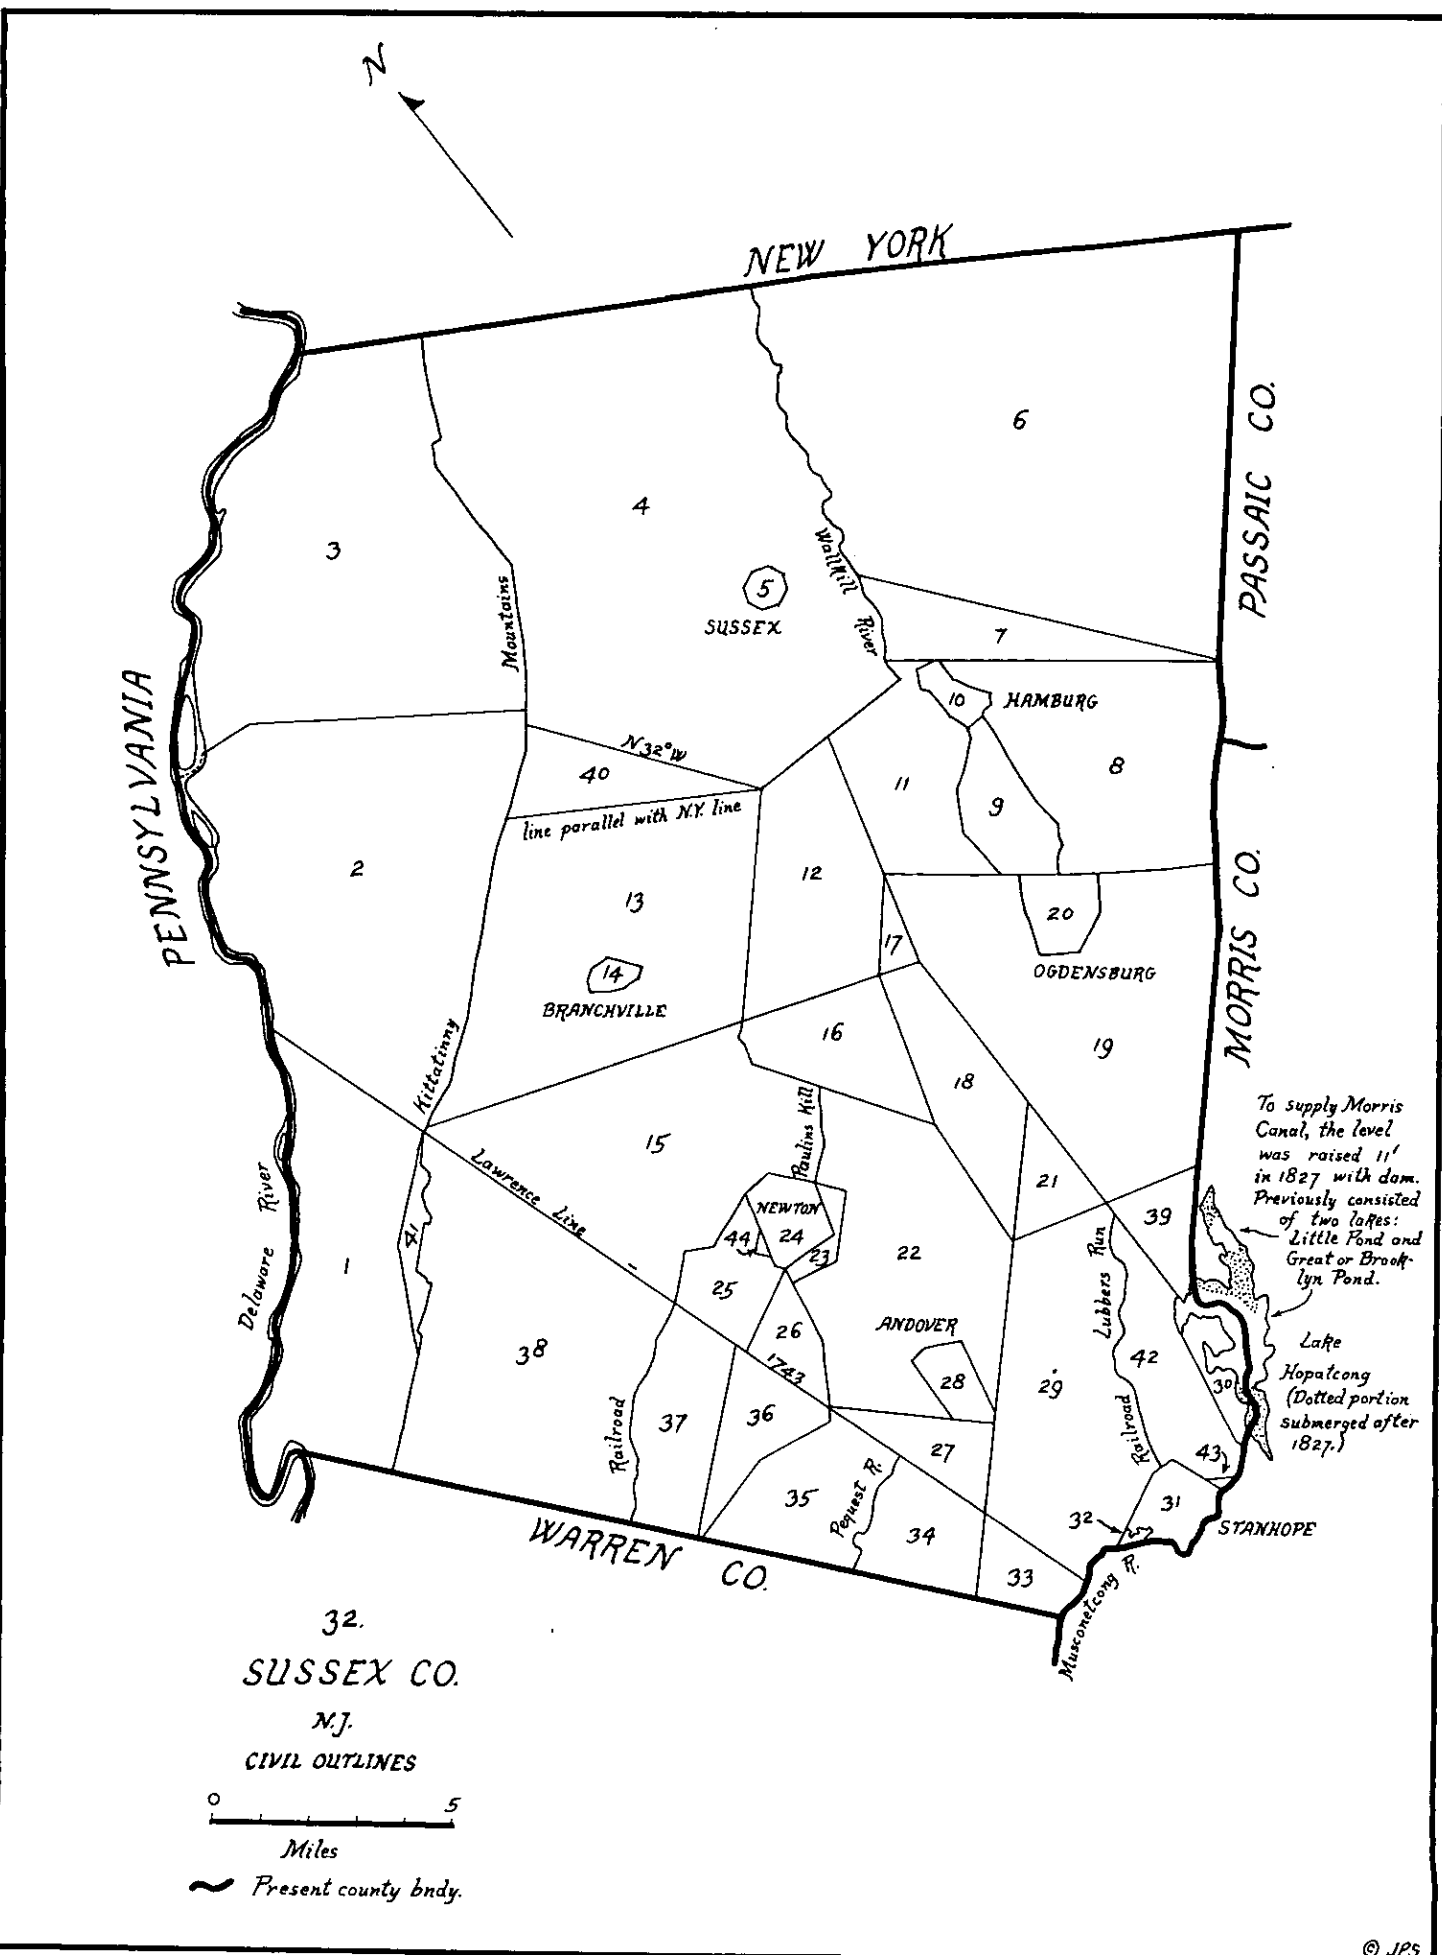 N
NEW YORK
PENNSYLVANIA
PASSAIC CO.
MORRIS CO.
WARREN CO.
6
4
3
5
SUSSEX
Wallkill
River
Mountains
7
10
HAMBURG
8
11
9
N 32° W
40
line parallel with N.Y. line
2
12
13
14
BRANCHVILLE
17
20
OGDENSBURG
16
19
18
Kittatinny
15
Paulins Kill
Lawrence Line
1743
21
39
To supply Morris
Canal, the level
was raised 11'
in 1827 with dam.
Previously consisted
of two lakes:
Little Pond and
Great or Brook-
lyn Pond.
Lake
Hopatcong
(Dotted portion
submerged after
1827.)
Delaware River
1
41
NEWTON
24
44
23
22
25
26
ANDOVER
28
Lubbers Run
29
42
30
38
37
36
Railroad
27
Railroad
43
35
Pequest R.
34
31
32
STANHOPE
33
Musconetcong R.
32.
SUSSEX CO.
N.J.
CIVIL OUTLINES
0 5
Miles
Present county bndy.
© JPS